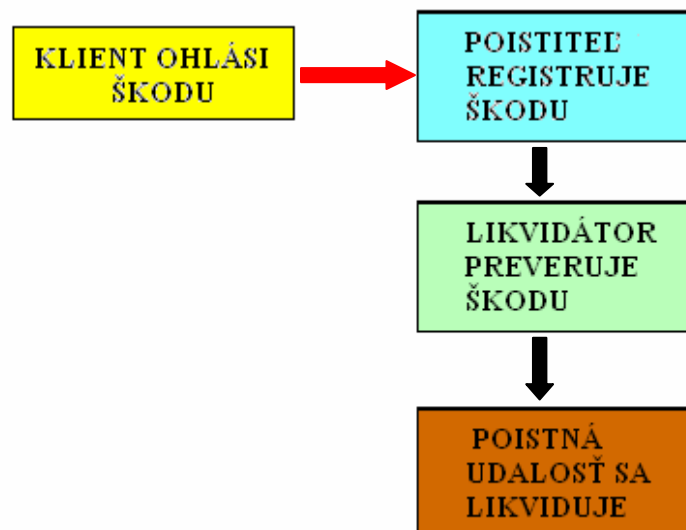 KLIENT OHLÁSI
ŠKODU
POISTITEĽ
REGISTRUJE
ŠKODU
LIKVIDÁTOR
PREVERUJE
ŠKODU
POISTNÁ
UDALOSŤ SA
LIKVIDUJE